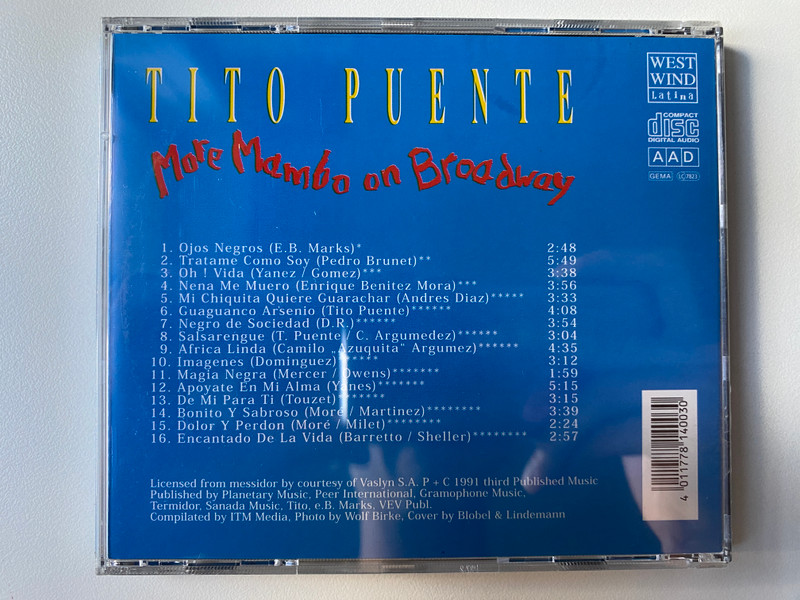 TITO PUENTE
More Mambo on Broadway
WEST
WIND
Latina
COMPACT
disc
DIGITAL AUDIO
AAD
GEMA LC 7823
1. Ojos Negros (E.B. Marks)* 2:48
2. Tratame Como Soy (Pedro Brunet)** 5:49
3. Oh ! Vida (Yanez / Gomez)*** 3:38
4. Nena Me Muero (Enrique Benitez Mora)*** 3:56
5. Mi Chiquita Quiere Guarachar (Andres Diaz)***** 3:33
6. Guaguanco Arsenio (Tito Puente)****** 4:08
7. Negro de Sociedad (D.R.)****** 3:54
8. Salsarengue (T. Puente / C. Argumedez)****** 3:04
9. Africa Linda (Camilo „Azuquita" Argumez)****** 4:35
10. Imagenes (Dominguez)****** 3:12
11. Magia Negra (Mercer / Owens)******* 1:59
12. Apoyate En Mi Alma (Yanes)******* 5:15
13. De Mi Para Ti (Touzet)******* 3:15
14. Bonito Y Sabroso (Moré / Martinez)******** 3:39
15. Dolor Y Perdon (Moré / Milet)******** 2:24
16. Encantado De La Vida (Barretto / Sheller)******** 2:57
Licensed from messidor by courtesy of Vaslyn S.A. P + C 1991 third Published Music
Published by Planetary Music, Peer International, Gramophone Music,
Termidor, Sanada Music, Tito, e.B. Marks, VEV Publ.
Compilated by ITM Media, Photo by Wolf Birke, Cover by Blobel & Lindemann
4 011778 140030